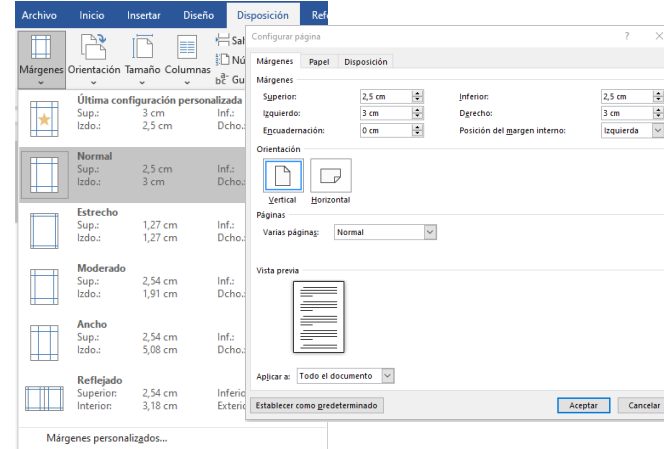 Archivo Inicio Insertar Diseño Disposición Ref
Márgenes Orientación Tamaño Columnas
Sal
Nú
Gu
Última configuración personalizada
Sup.: 3 cm Inf.:
Izdo.: 2,5 cm Dcho.:
Normal
Sup.: 2,5 cm Inf.:
Izdo.: 3 cm Dcho.:
Estrecho
Sup.: 1,27 cm Inf.:
Izdo.: 1,27 cm Dcho.:
Moderado
Sup.: 2,54 cm Inf.:
Izdo.: 1,91 cm Dcho.:
Ancho
Sup.: 2,54 cm Inf.:
Izdo.: 5,08 cm Dcho.:
Reflejado
Superior: 2,54 cm Inferio
Interior: 3,18 cm Exterio
Márgenes personalizados...
Configurar página ? ×
Márgenes Papel Disposición
Márgenes
Superior: 2,5 cm Inferior: 2,5 cm
Izquierdo: 3 cm Derecho: 3 cm
Encuadernación: 0 cm Posición del margen interno: Izquierda
Orientación
Vertical Horizontal
Páginas
Varias páginas: Normal
Vista previa
Aplicar a: Todo el documento
Establecer como predeterminado Aceptar Cancelar